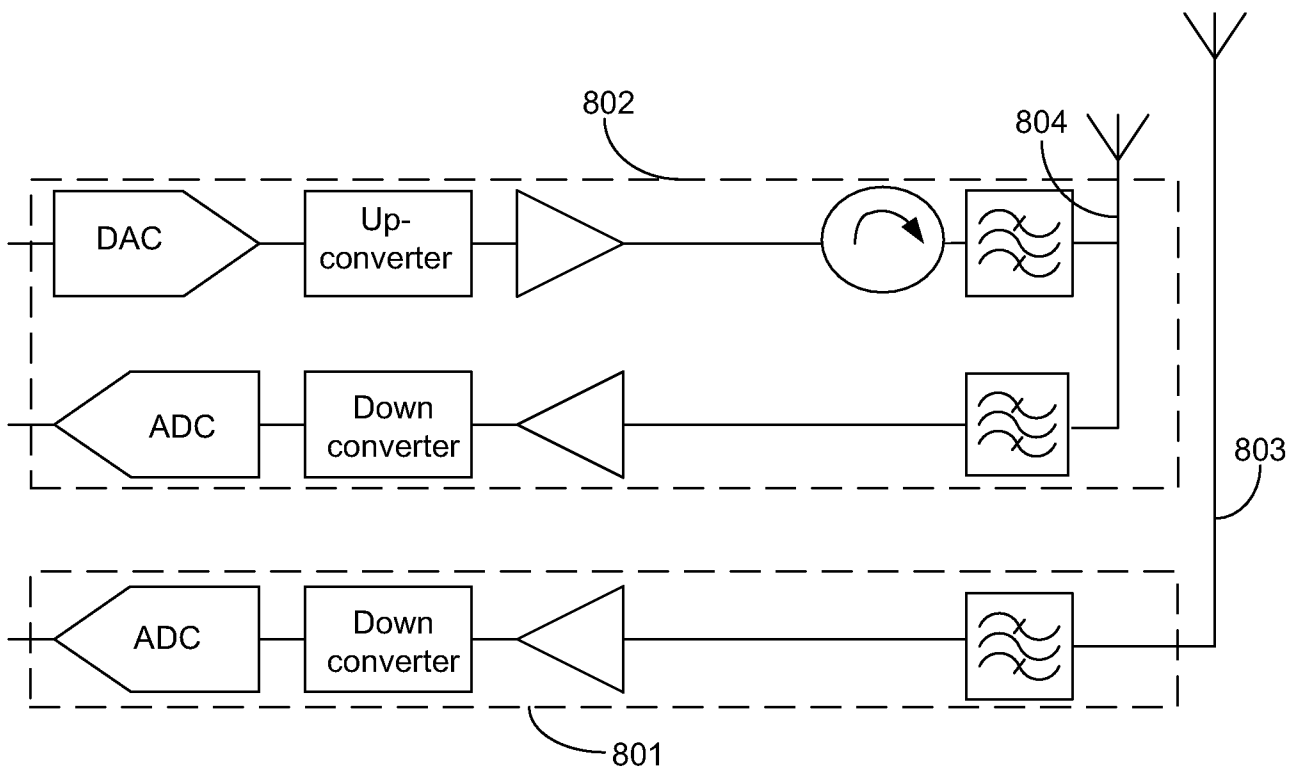 802
804
DAC
Up-
converter
ADC
Down
converter
803
ADC
Down
converter
801